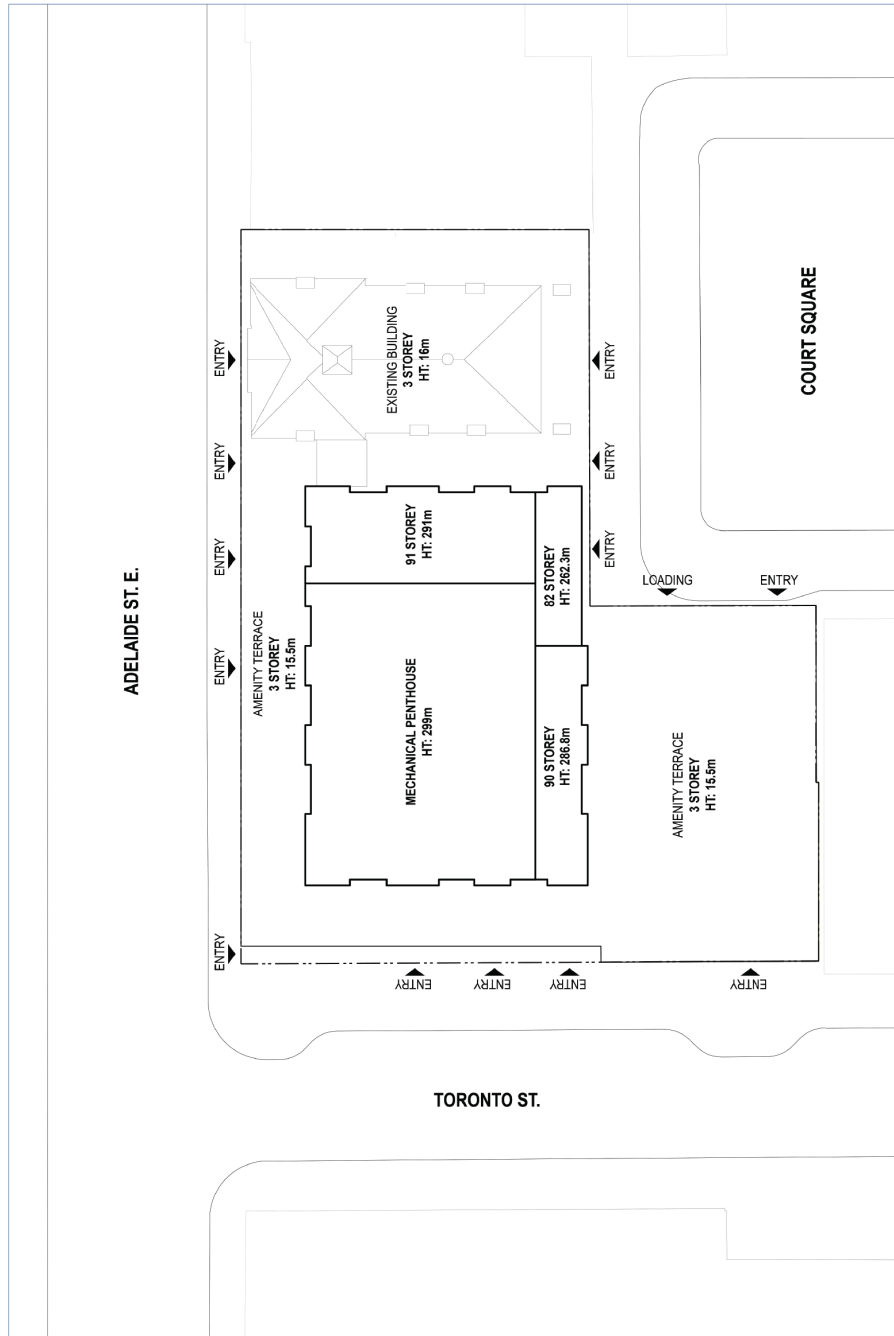 ADELAIDE ST. E.
ENTRY
ENTRY
ENTRY
ENTRY
ENTRY
EXISTING BUILDING
3 STOREY
HT: 16m
COURT SQUARE
ENTRY
ENTRY
ENTRY
LOADING
ENTRY
91 STOREY
HT: 291m
82 STOREY
HT: 262.3m
AMENITY TERRACE
3 STOREY
HT: 15.5m
MECHANICAL PENTHOUSE
HT: 299m
90 STOREY
HT: 286.8m
AMENITY TERRACE
3 STOREY
HT: 15.5m
ENTRY
ENTRY
ENTRY
ENTRY
TORONTO ST.